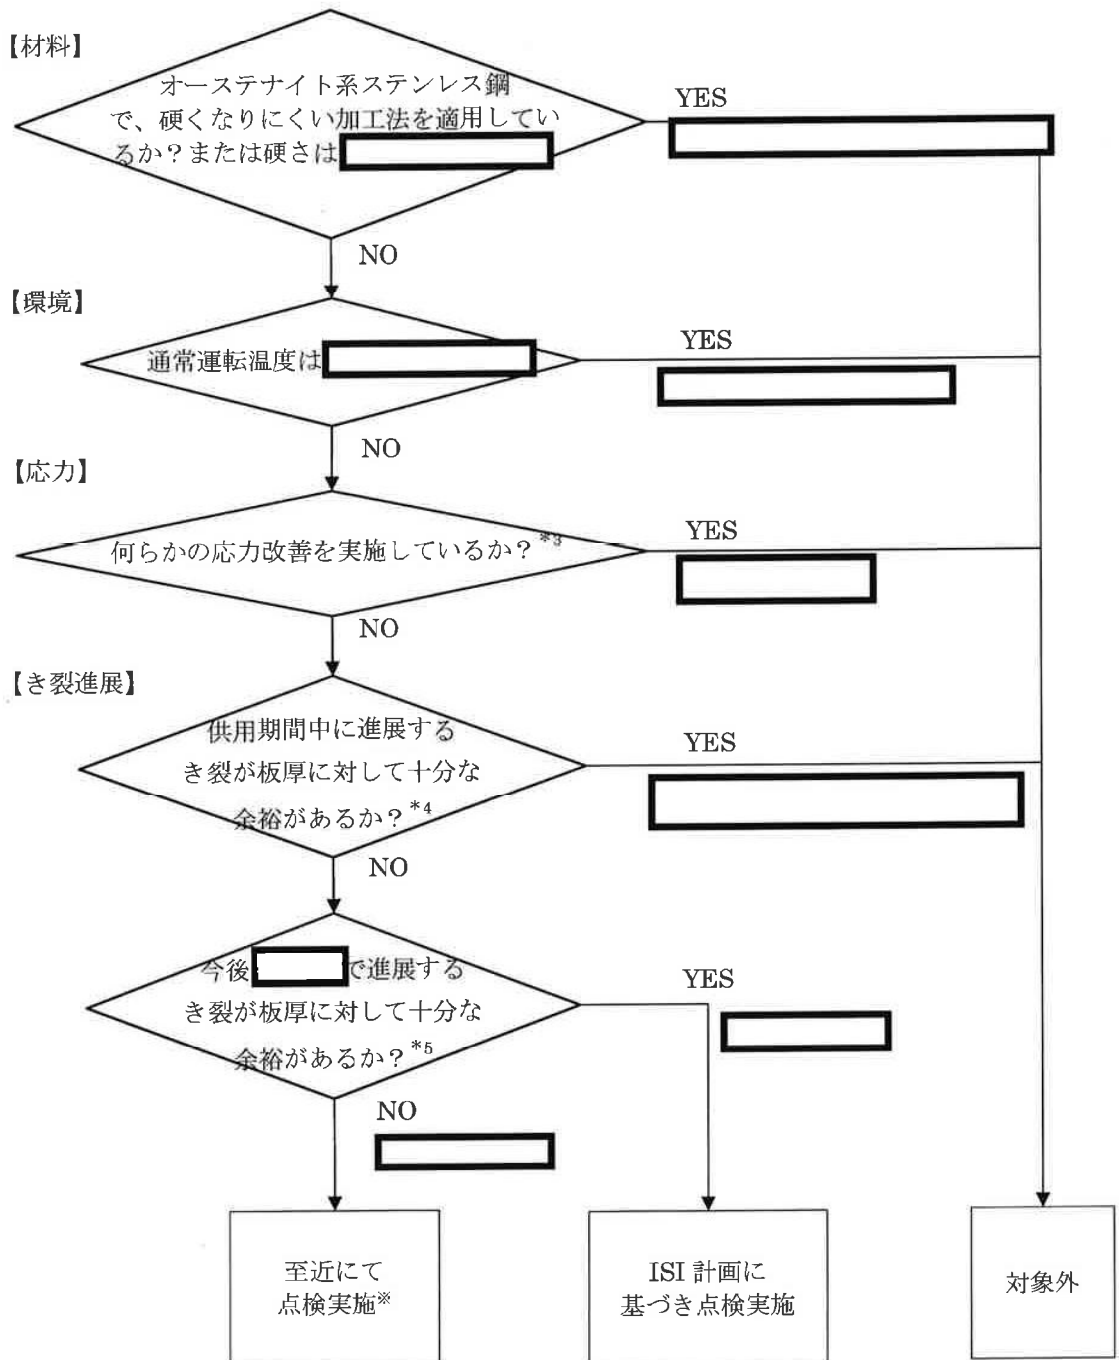 【材料】
オーステナイト系ステンレス鋼
で、硬くなりにくい加工法を適用してい
るか？または硬さは
YES
NO
【環境】
通常運転温度は
YES
NO
【応力】
何らかの応力改善を実施しているか？*3
YES
NO
【き裂進展】
供用期間中に進展する
き裂が板厚に対して十分な
余裕があるか？*4
YES
NO
今後
で進展する
き裂が板厚に対して十分な
余裕があるか？*5
YES
NO
至近にて
点検実施※
ISI 計画に
基づき点検実施
対象外